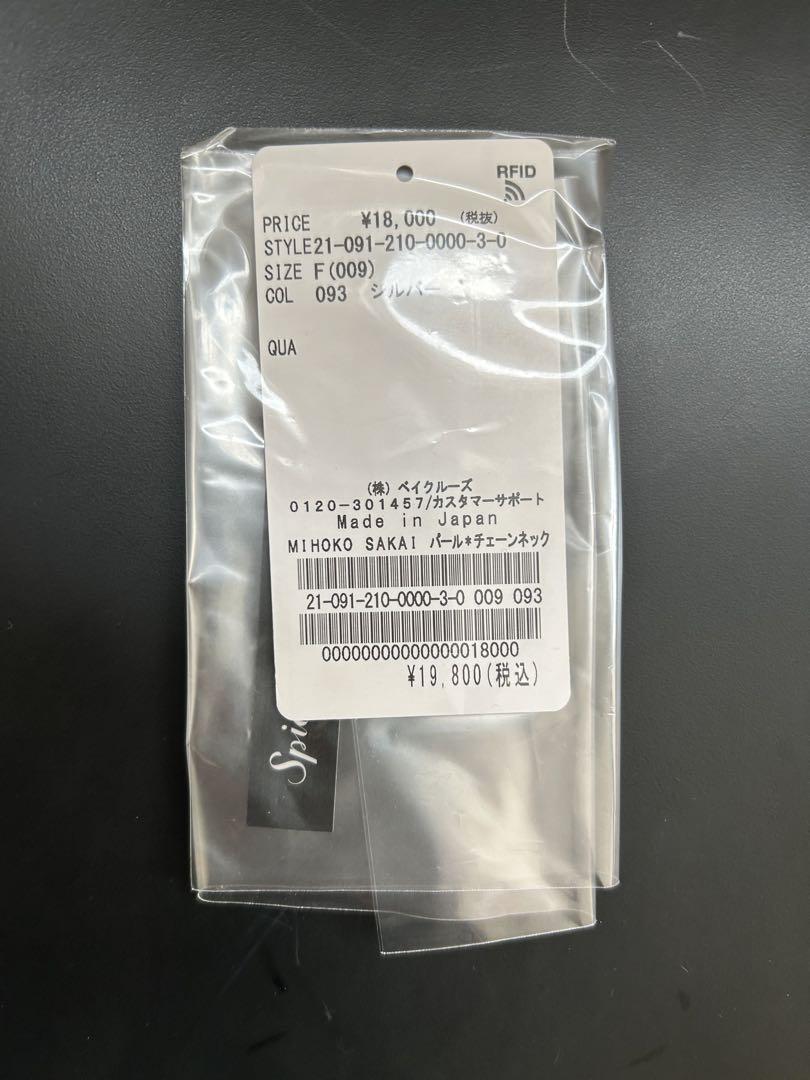 RFID
PRICE ¥18,000 (税抜)
STYLE21-091-210-0000-3-0
SIZE F(009)
COL 093 シルバー
QUA
(株) ベイクルーズ
0120-301457/カスタマーサポート
Made in Japan
MIHOKO SAKAI パール*チェーンネック
21-091-210-0000-3-0 009 093
00000000000000018000
¥19,800(税込)